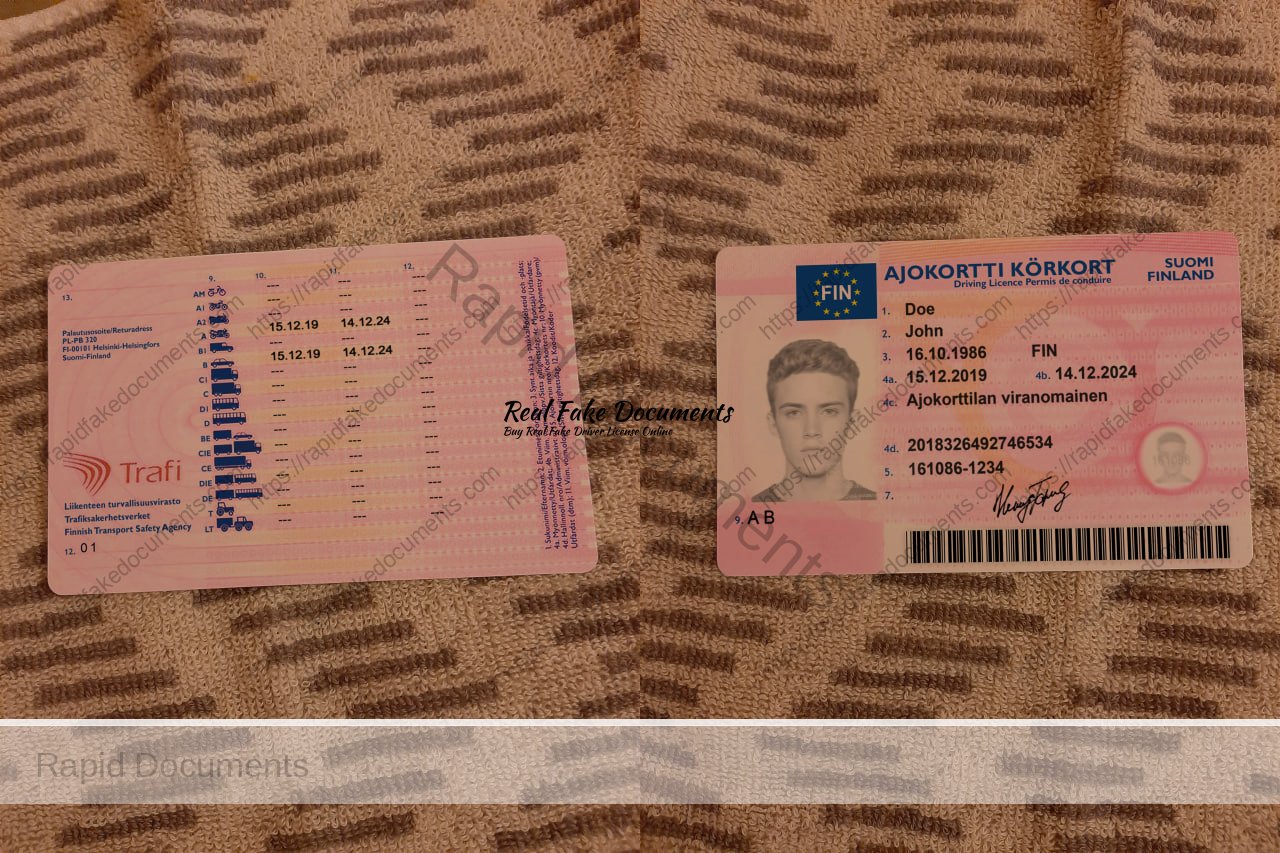 13.
9. 10. 11. 12.
AM
A1
A2 15.12.19 14.12.24
A
B1 15.12.19 14.12.24
B
C1
C
D1
D
BE
C1E
CE
D1E
DE
LT
Palautusosoite/Returadress
PL-PB 320
FI-00101 Helsinki-Helsingfors
Suomi-Finland
Trafi
Liikenteen turvallisuusvirasto
Trafiksakerhetsverket
Finnish Transport Safety Agency
12. 01
Real Fake Documents
Buy Real Fake Driver License Online
FIN
AJOKORTTI KÖRKORT
Driving Licence Permis de conduire
SUOMI
FINLAND
1. Doe
2. John
3. 16.10.1986 FIN
4a. 15.12.2019 4b. 14.12.2024
4c. Ajokorttilan viranomainen
4d. 2018326492746534
5. 161086-1234
7.
9. A B
Rapid Documents